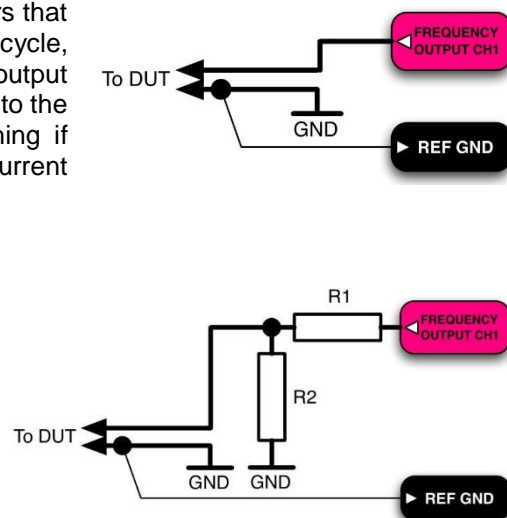 rs that
cycle,
output
to the
ning if
urrent
FREQUENCY
OUTPUT CH1
To DUT
GND
REF GND
R1
FREQUENCY
OUTPUT CH1
R2
To DUT
GND GND
REF GND